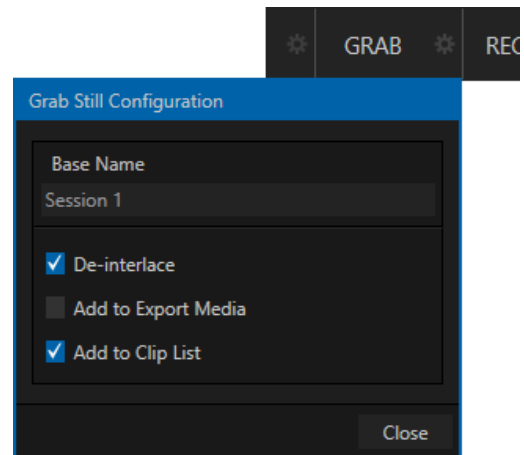 GRAB REC
Grab Still Configuration
Base Name
Session 1
De-interlace
Add to Export Media
Add to Clip List
Close